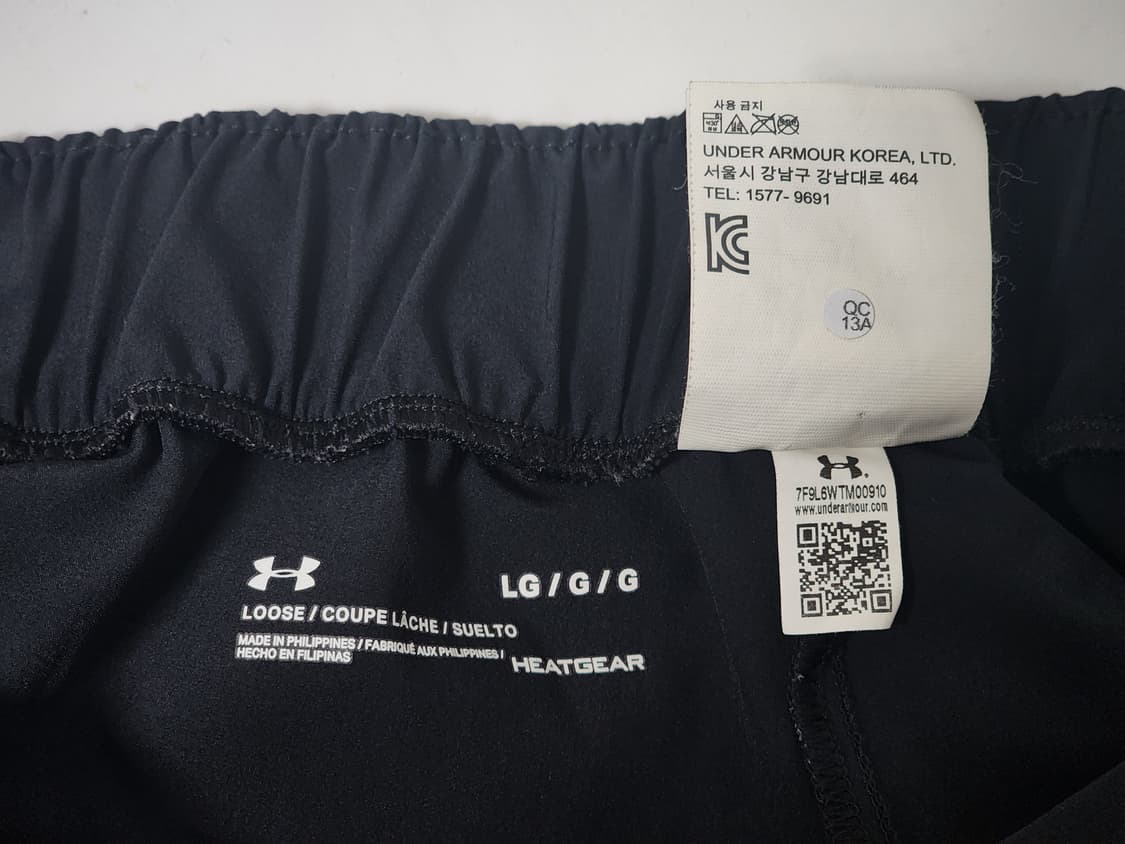 사용 금지
UNDER ARMOUR KOREA, LTD.
서울시 강남구 강남대로 464
TEL: 1577- 9691
KC
QC
13A
7F9L6WTM00910
www.underarmour.com
LG / G / G
LOOSE / COUPE LÂCHE / SUELTO
MADE IN PHILIPPINES / FABRIQUÉ AUX PHILIPPINES /
HECHO EN FILIPINAS
HEATGEAR